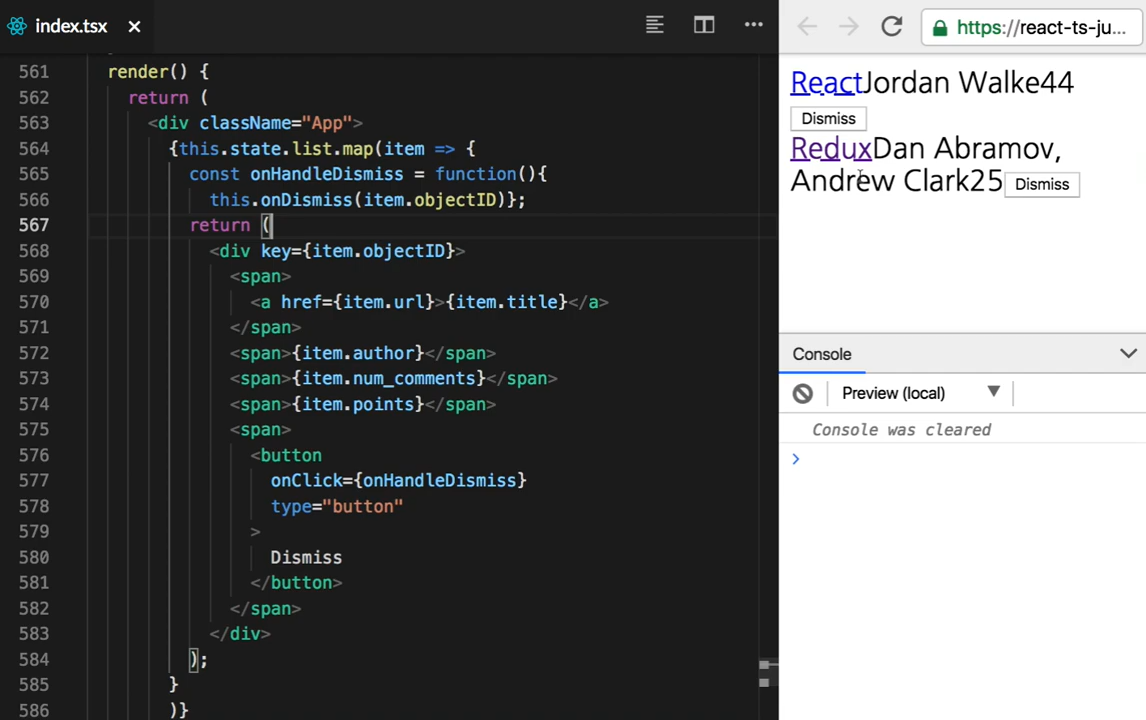 index.tsx
https://react-ts-ju...
561 render() {
562 return (
563 <div className="App">
564 {this.state.list.map(item => {
565 const onHandleDismiss = function(){
566 this.onDismiss(item.objectID)};
567 return (
568 <div key={item.objectID}>
569 <span>
570 <a href={item.url}>{item.title}</a>
571 </span>
572 <span>{item.author}</span>
573 <span>{item.num_comments}</span>
574 <span>{item.points}</span>
575 <span>
576 <button
577 onClick={onHandleDismiss}
578 type="button"
579 >
580 Dismiss
581 </button>
582 </span>
583 </div>
584 );
585 }
586 )}
ReactJordan Walke44
Dismiss
ReduxDan Abramov,
Andrew Clark25 Dismiss
Console
Preview (local)
Console was cleared
>